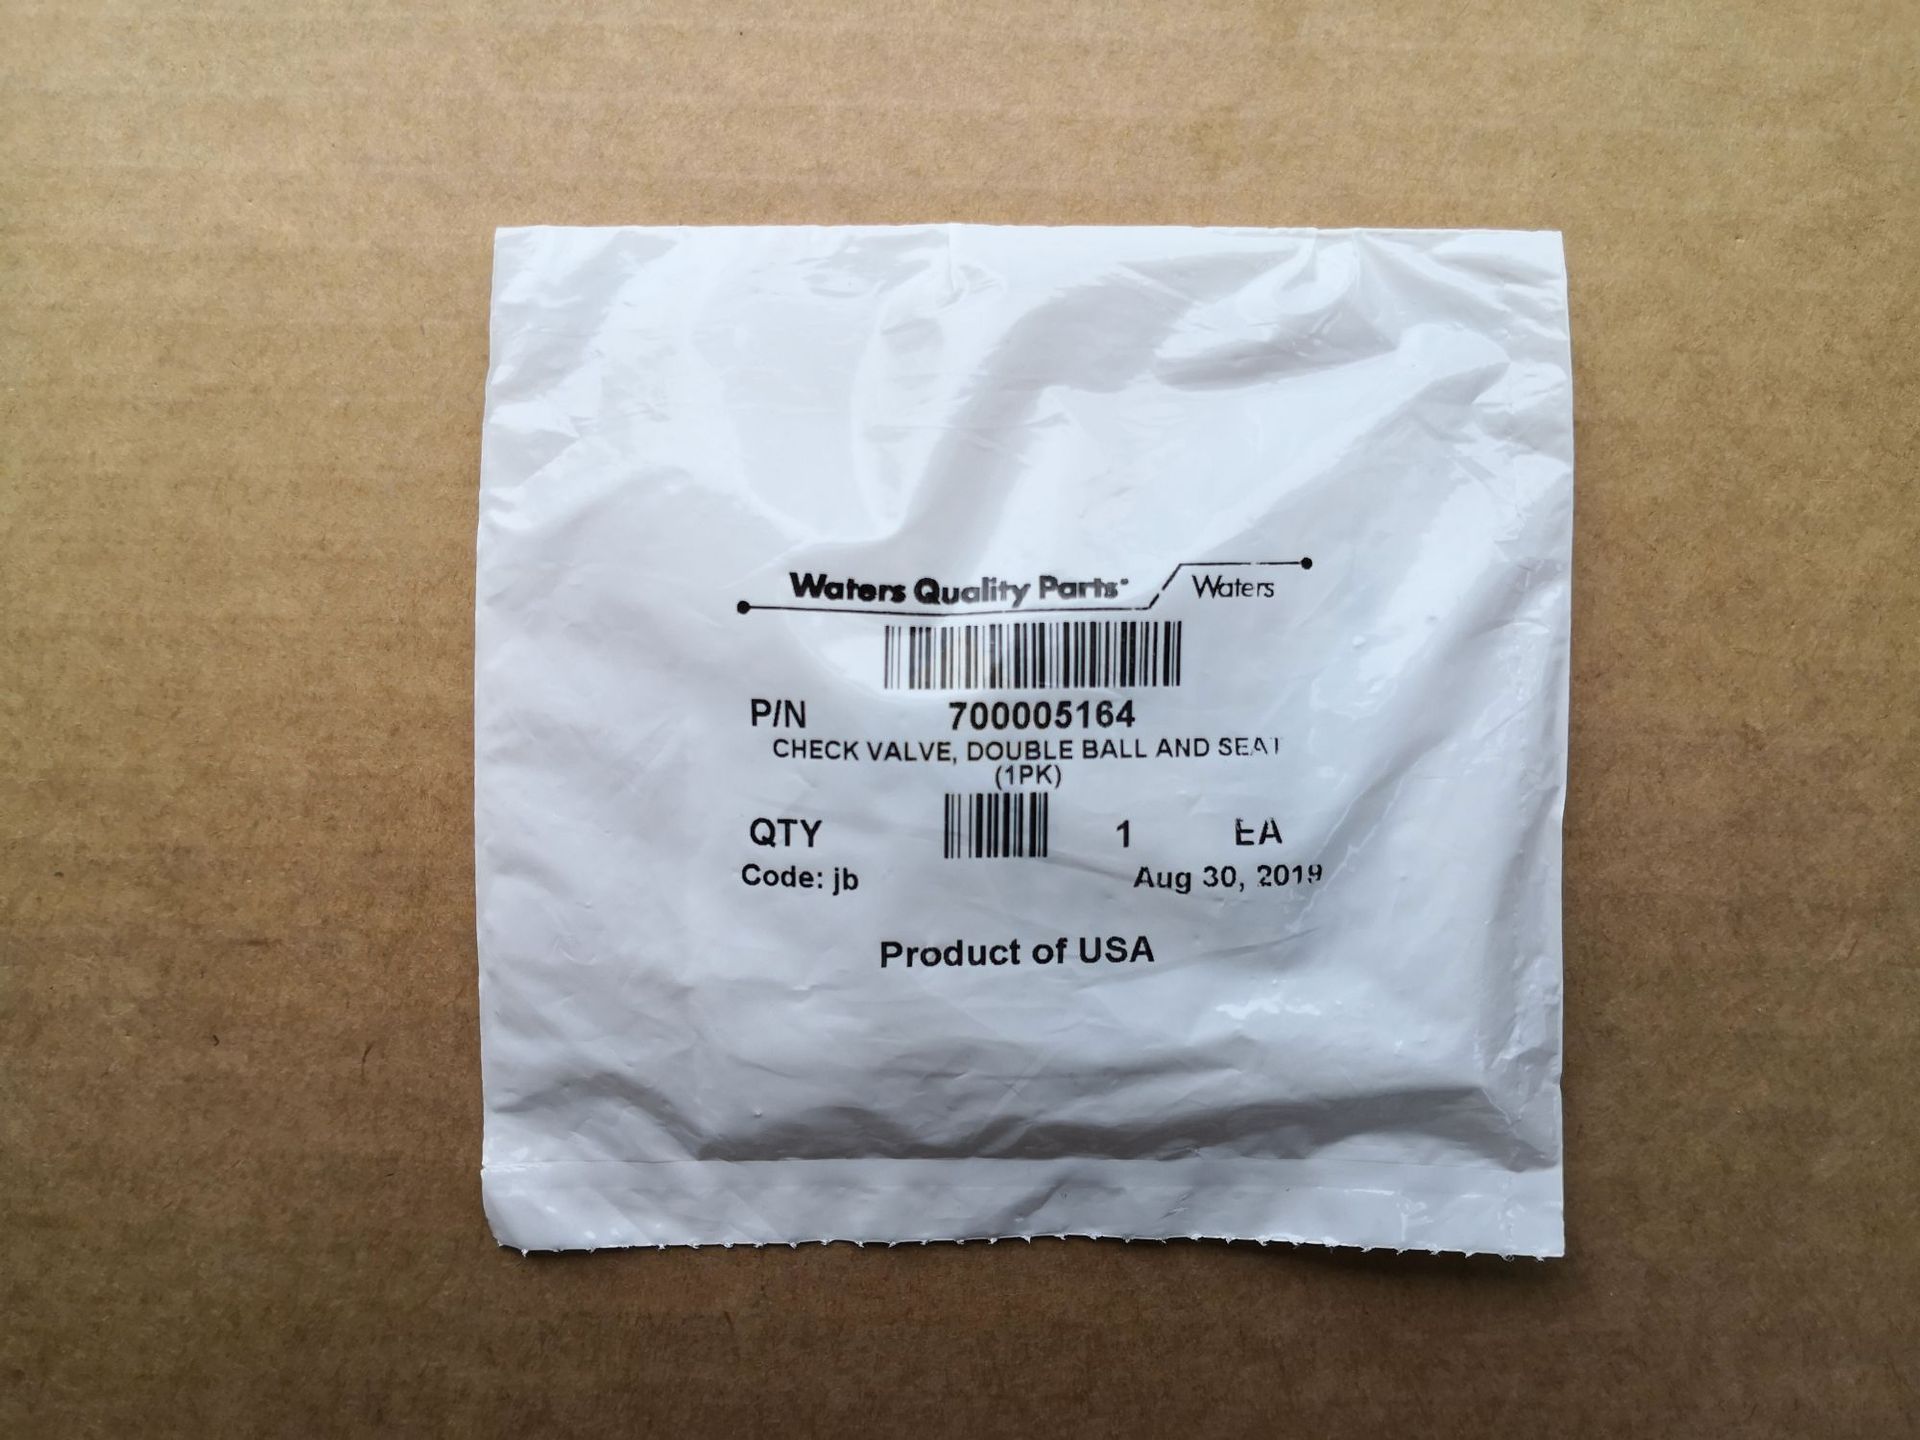 Waters Quality Parts™ Waters
P/N 700005164
CHECK VALVE, DOUBLE BALL AND SEAT
(1PK)
QTY 1 EA
Code: jb Aug 30, 2019
Product of USA